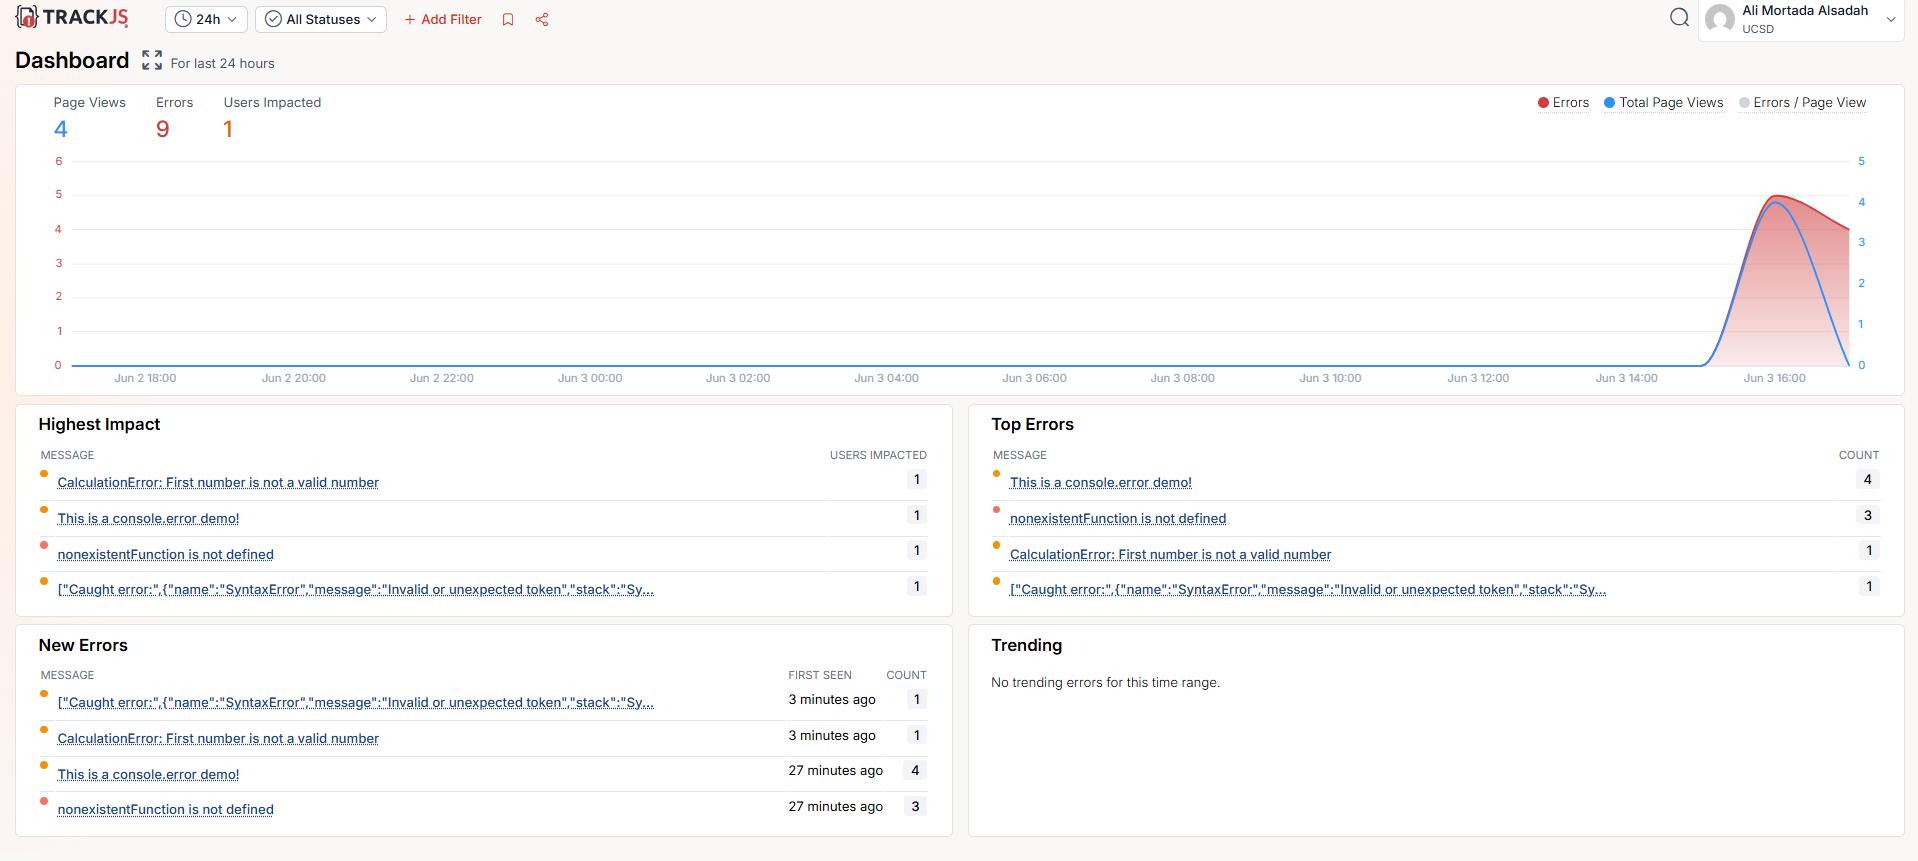 TRACKJS 24h All Statuses + Add Filter Ali Mortada Alsadah
UCSD
Dashboard For last 24 hours
Page Views Errors Users Impacted Errors Total Page Views Errors / Page View
4 9 1
6 5
5
4
4
3
3
2
2
1
1
0 0
Jun 2 18:00 Jun 2 20:00 Jun 2 22:00 Jun 3 00:00 Jun 3 02:00 Jun 3 04:00 Jun 3 06:00 Jun 3 08:00 Jun 3 10:00 Jun 3 12:00 Jun 3 14:00 Jun 3 16:00
Highest Impact
MESSAGE USERS IMPACTED
CalculationError: First number is not a valid number 1
This is a console.error demo! 1
nonexistentFunction is not defined 1
["Caught error:",{"name":"SyntaxError","message":"Invalid or unexpected token","stack":"Sy... 1
Top Errors
MESSAGE COUNT
This is a console.error demo! 4
nonexistentFunction is not defined 3
CalculationError: First number is not a valid number 1
["Caught error:",{"name":"SyntaxError","message":"Invalid or unexpected token","stack":"Sy... 1
New Errors
MESSAGE FIRST SEEN COUNT
["Caught error:",{"name":"SyntaxError","message":"Invalid or unexpected token","stack":"Sy... 3 minutes ago 1
CalculationError: First number is not a valid number 3 minutes ago 1
This is a console.error demo! 27 minutes ago 4
nonexistentFunction is not defined 27 minutes ago 3
Trending
No trending errors for this time range.